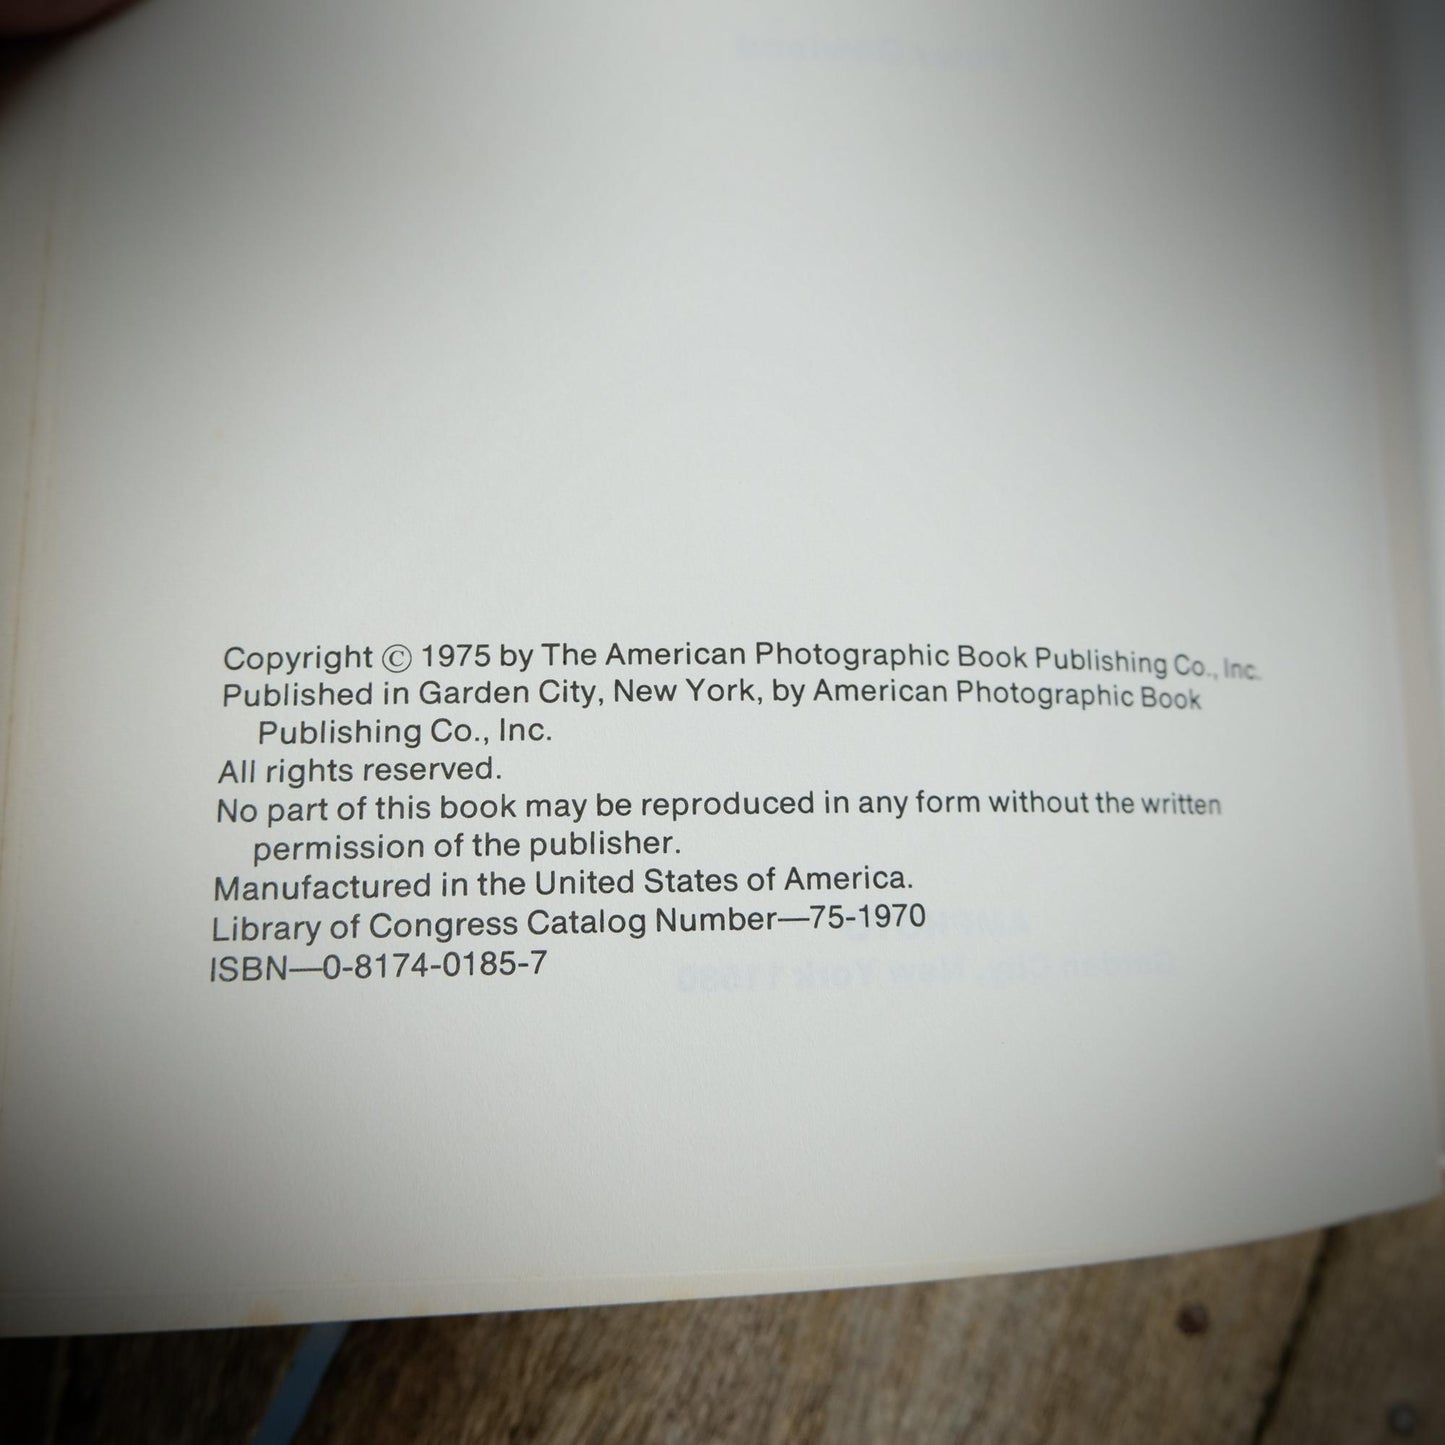 Copyright © 1975 by The American Photographic Book Publishing Co., Inc.
Published in Garden City, New York, by American Photographic Book
Publishing Co., Inc.
All rights reserved.
No part of this book may be reproduced in any form without the written
permission of the publisher.
Manufactured in the United States of America.
Library of Congress Catalog Number—75-1970
ISBN—0-8174-0185-7